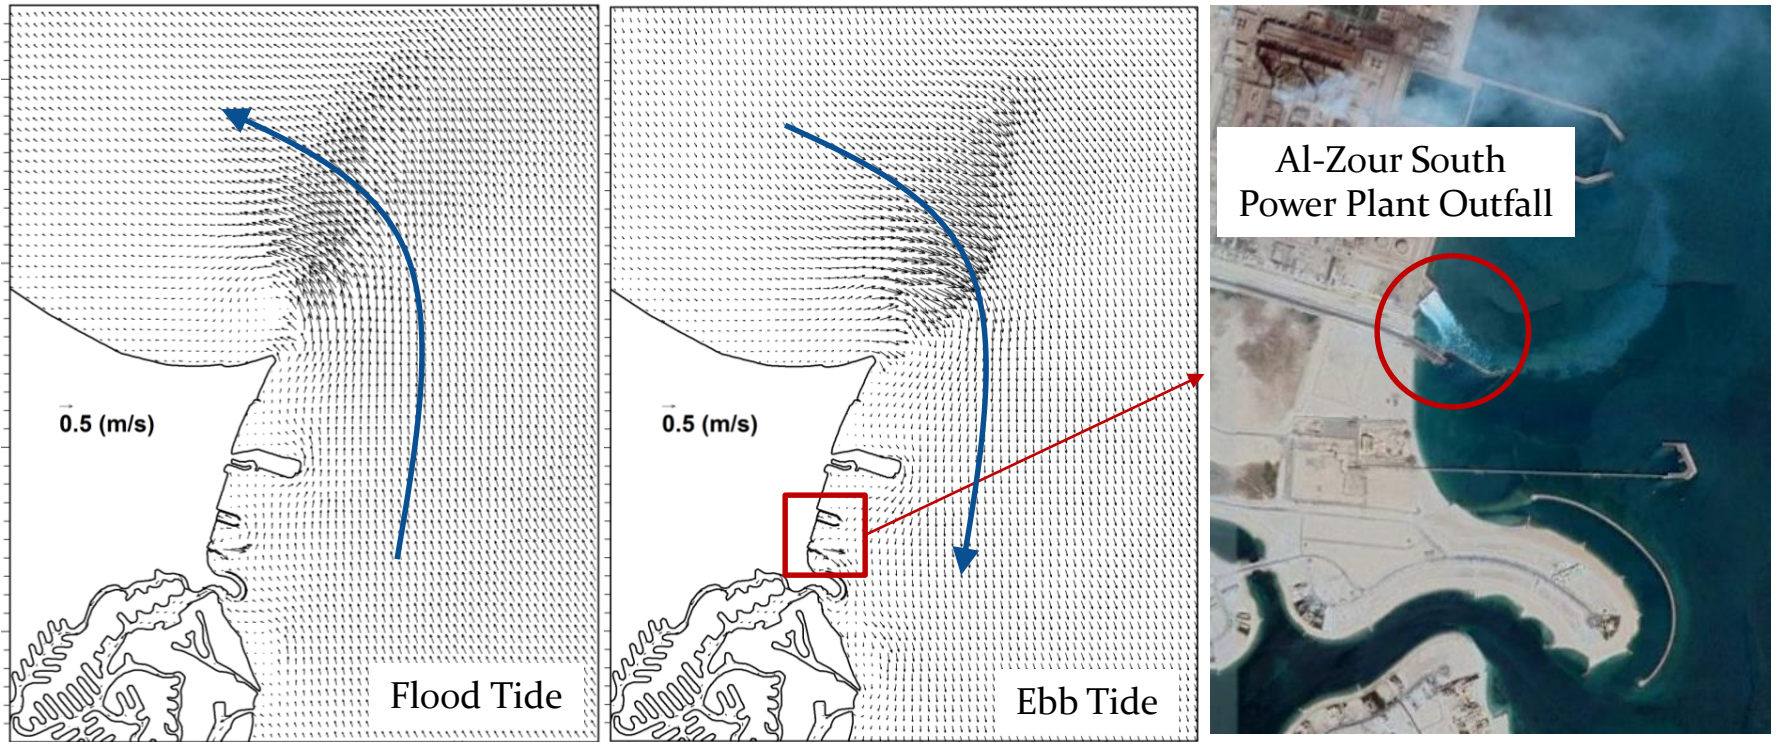 0.5 (m/s)
Flood Tide
0.5 (m/s)
Ebb Tide
Al-Zour South
Power Plant Outfall